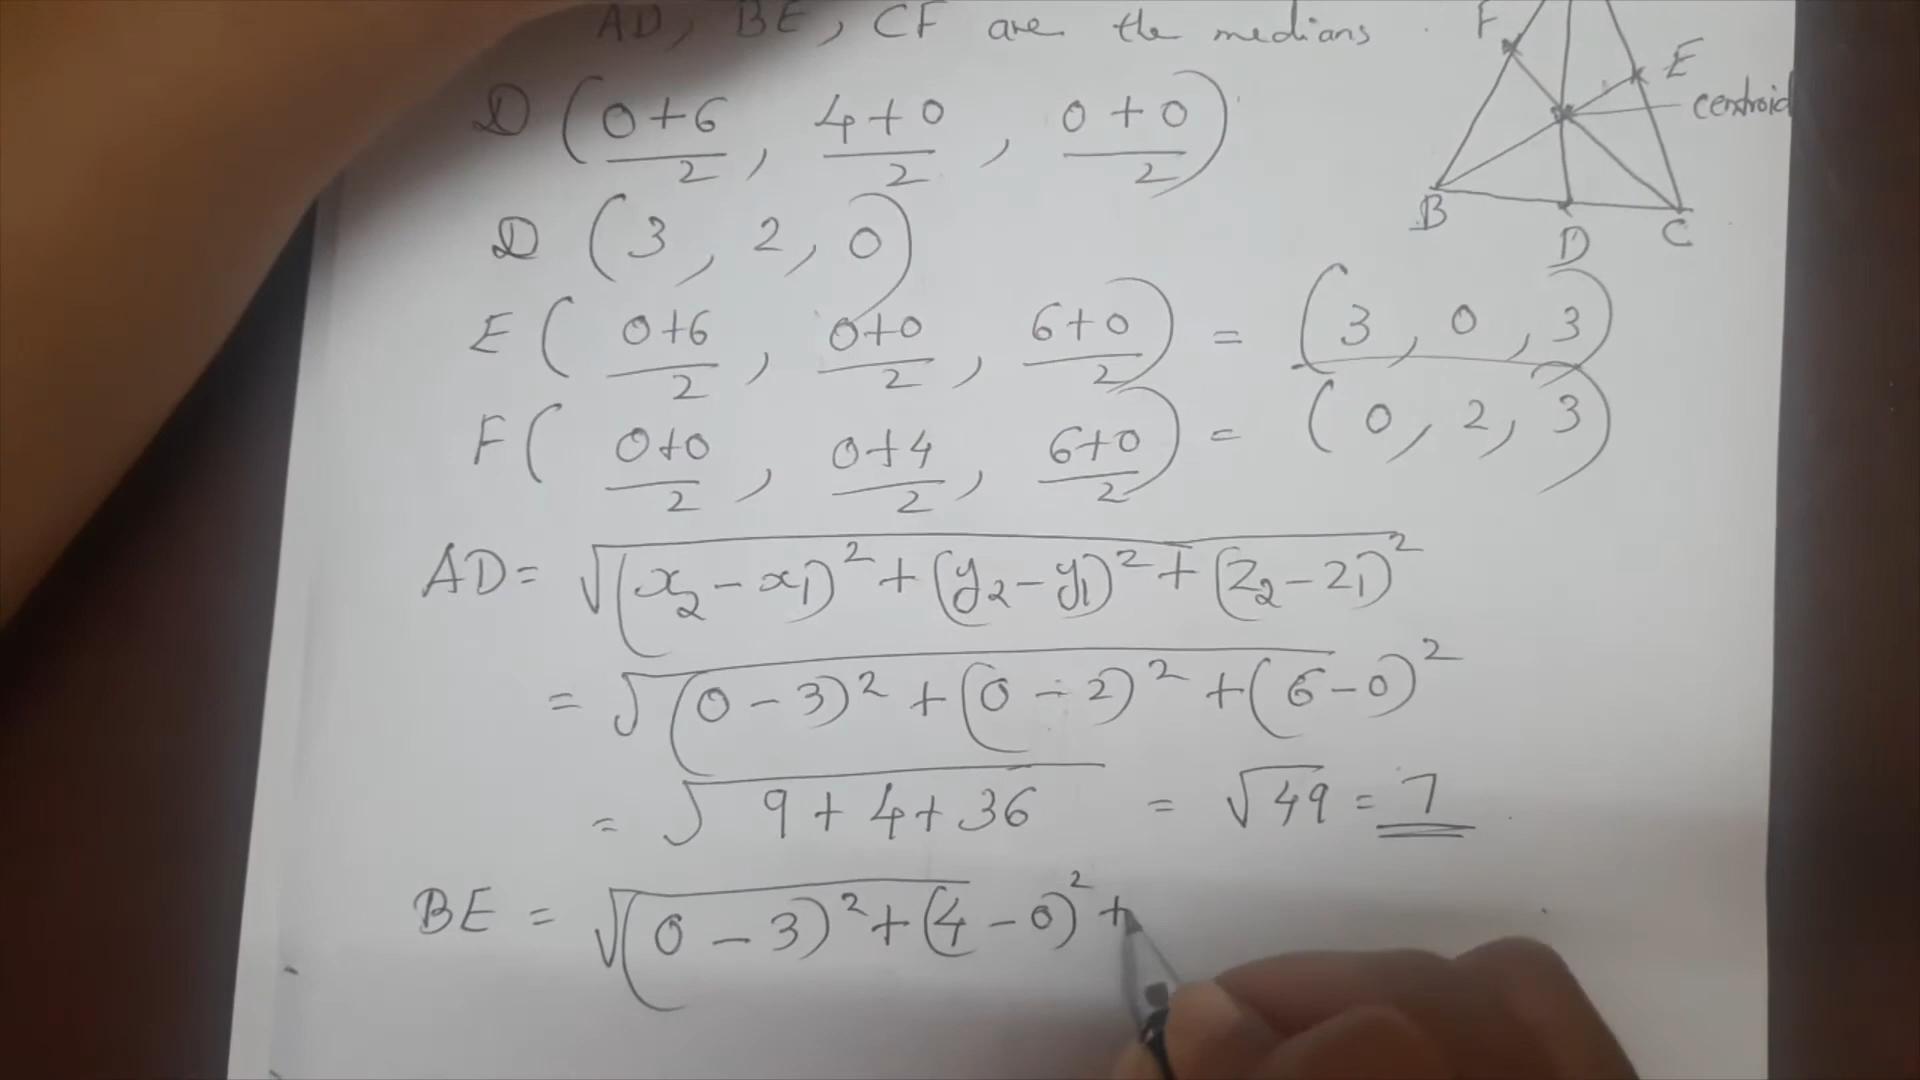 AD, BE, CF are the medians
F
E
centroid
B
D
C
D (0+6/2, 4+0/2, 0+0/2)
D (3, 2, 0)
E (0+6/2, 0+0/2, 6+0/2) = (3, 0, 3)
F (0+0/2, 0+4/2, 6+0/2) = (0, 2, 3)
AD = √(x₂-x₁)² + (y₂-y₁)² + (z₂-z₁)²
= √(0-3)² + (0-2)² + (6-0)²
= √9+4+36 = √49 = 7
BE = √(0-3)² + (4-0)² +